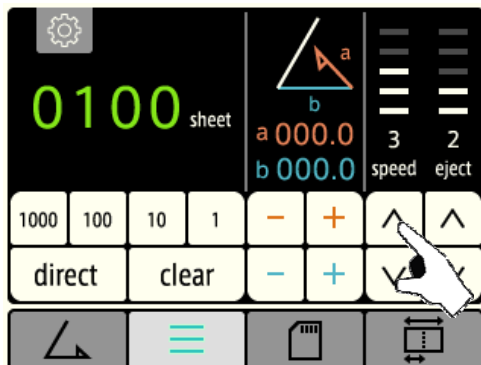 0100 sheet
a
b
a 000.0
b 000.0
3 2
speed eject
1000 100 10 1 − +
direct clear − +